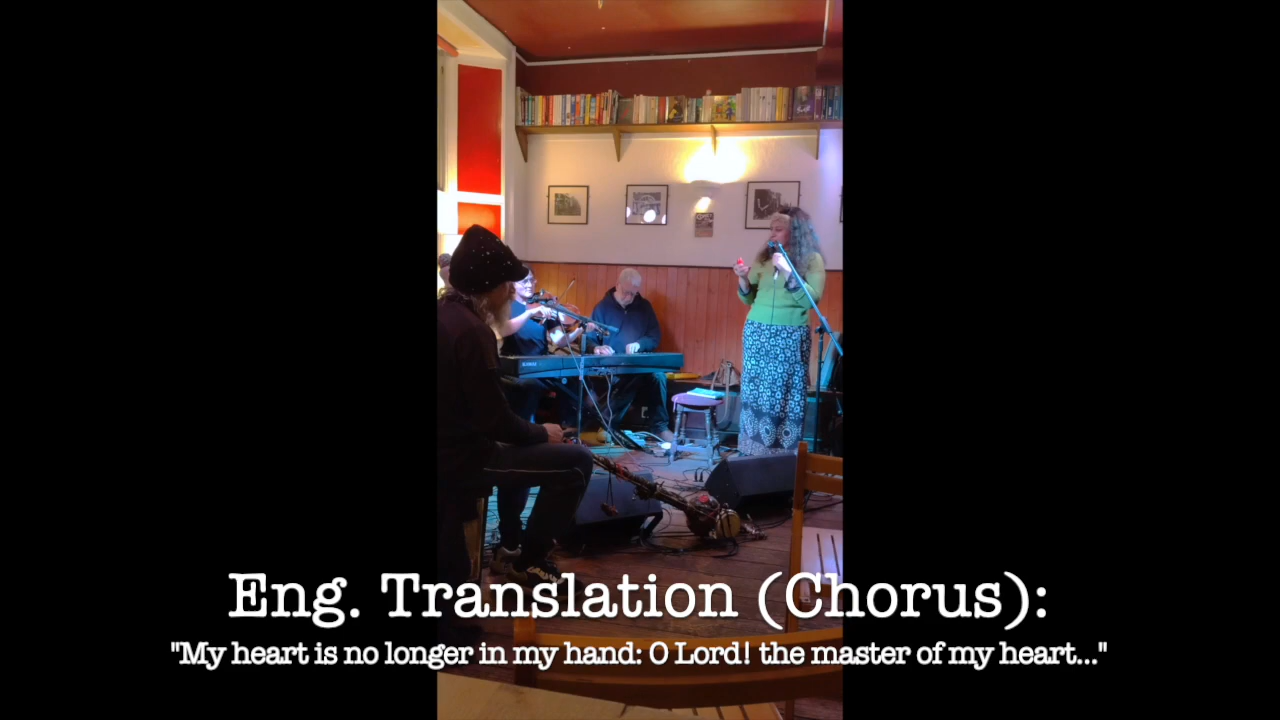 Eng. Translation (Chorus):
"My heart is no longer in my hand: O Lord! the master of my heart..."